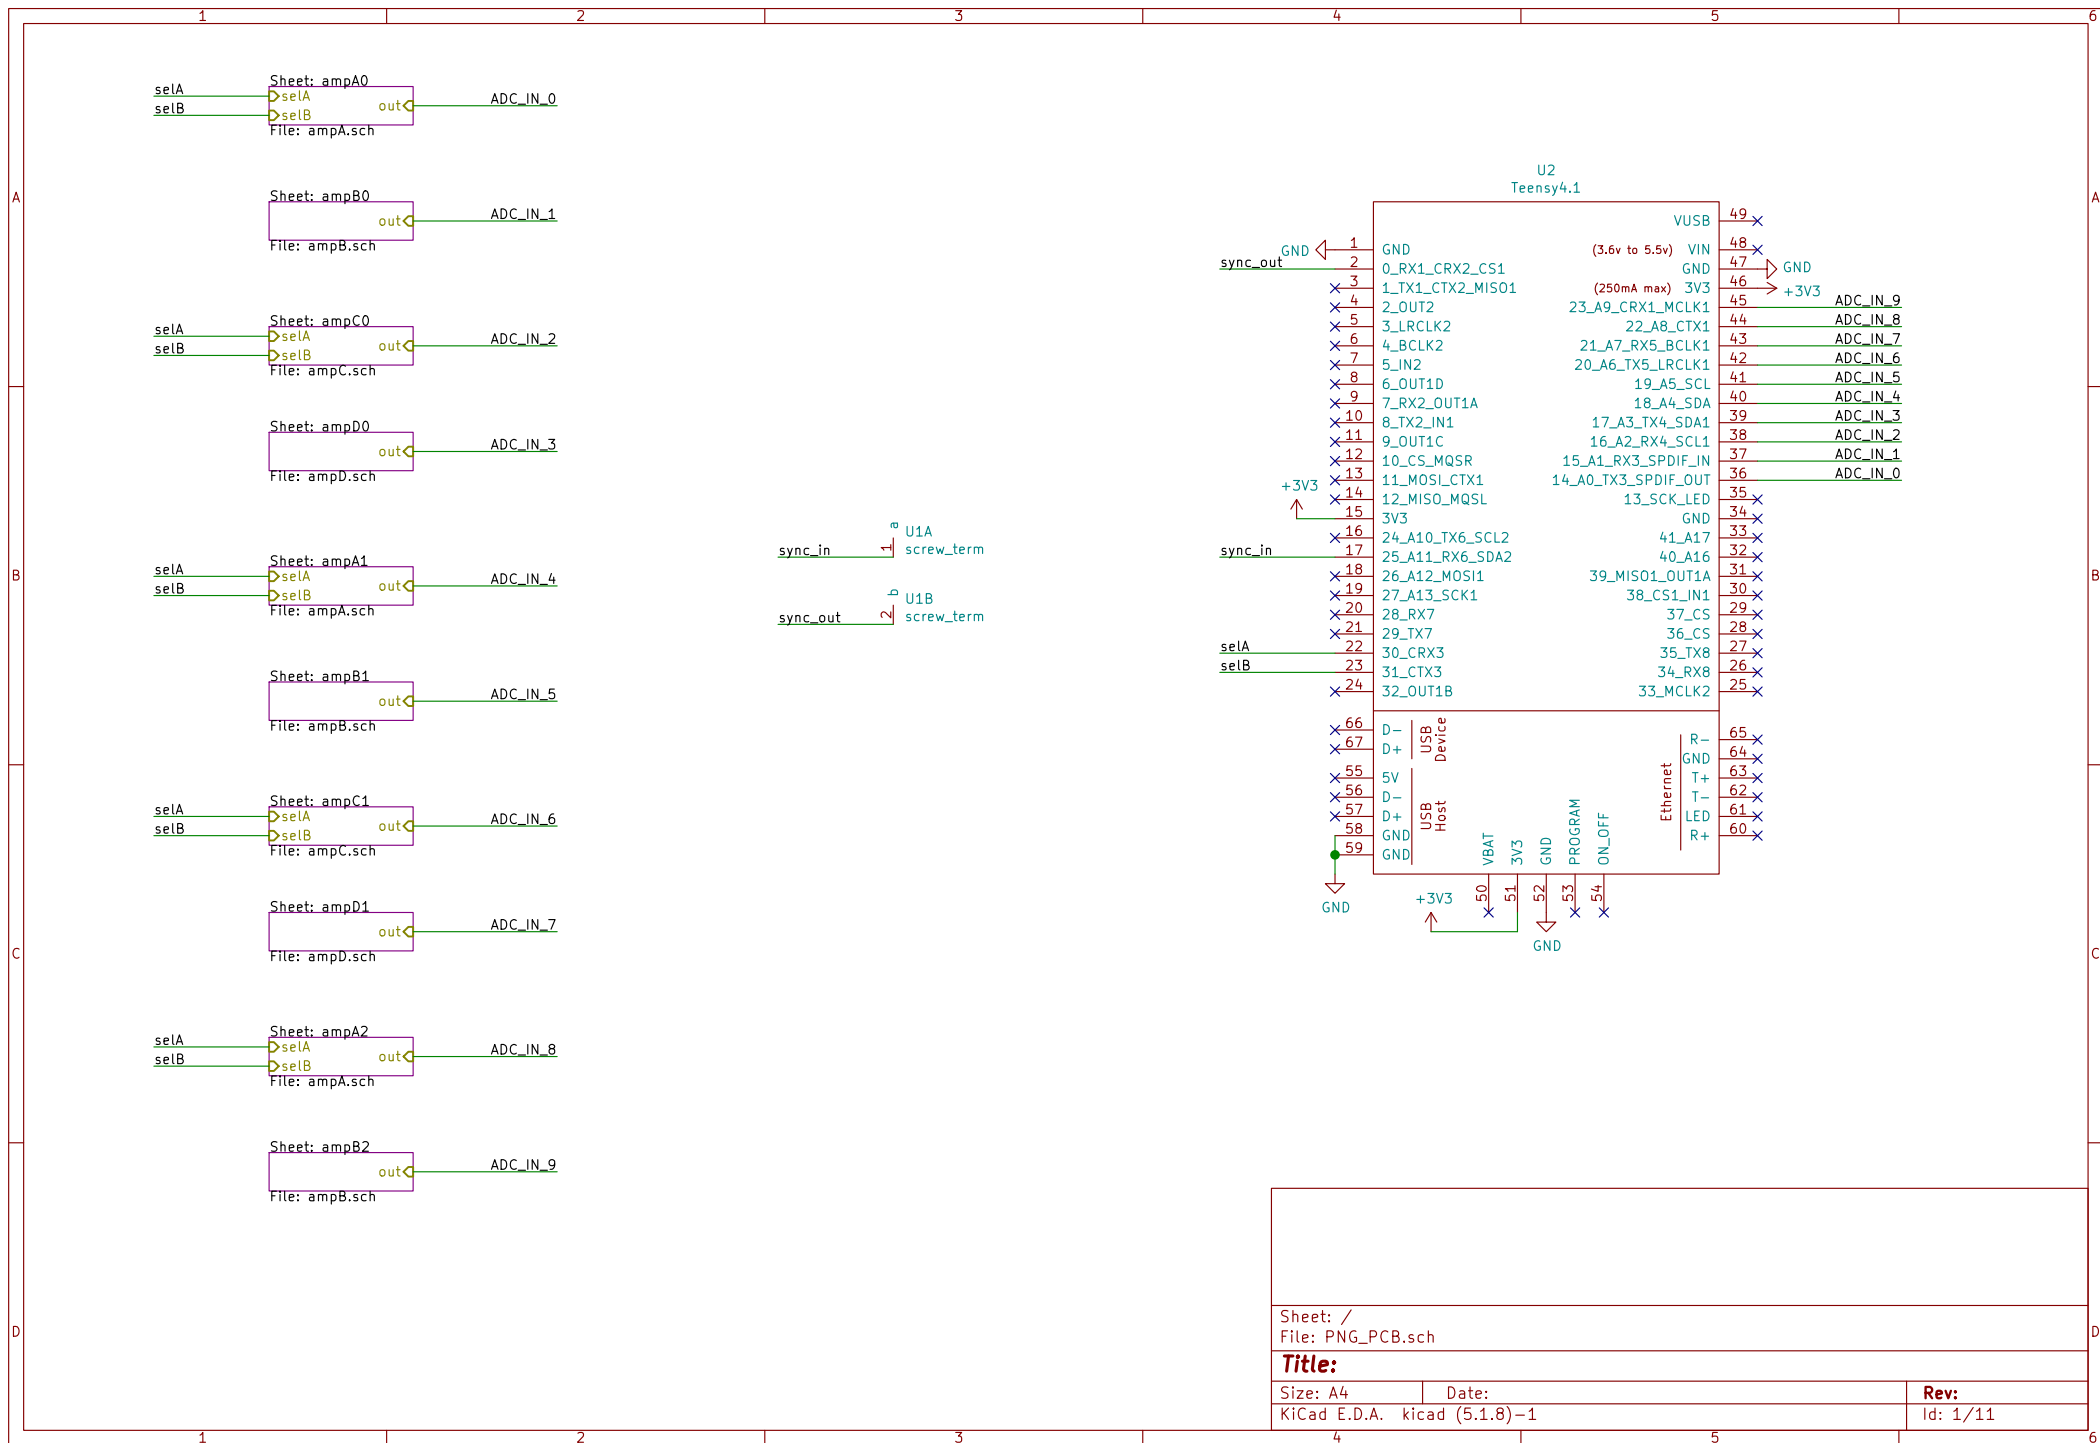 1 2 3 4 5 6
A
B
C
D
A
B
C
D
1 2 3 4 5 6
Sheet: ampA0
selA
selB
selA
selB
out
ADC_IN_0
File: ampA.sch
Sheet: ampB0
out
ADC_IN_1
File: ampB.sch
Sheet: ampC0
selA
selB
selA
selB
out
ADC_IN_2
File: ampC.sch
Sheet: ampD0
out
ADC_IN_3
File: ampD.sch
Sheet: ampA1
selA
selB
selA
selB
out
ADC_IN_4
File: ampA.sch
Sheet: ampB1
out
ADC_IN_5
File: ampB.sch
Sheet: ampC1
selA
selB
selA
selB
out
ADC_IN_6
File: ampC.sch
Sheet: ampD1
out
ADC_IN_7
File: ampD.sch
Sheet: ampA2
selA
selB
selA
selB
out
ADC_IN_8
File: ampA.sch
Sheet: ampB2
out
ADC_IN_9
File: ampB.sch
sync_in
1
a
U1A
screw_term
sync_out
2
b
U1B
screw_term
U2
Teensy4.1
GND 1 GND
sync_out 2 0_RX1_CRX2_CS1
3 1_TX1_CTX2_MISO1
4 2_OUT2
5 3_LRCLK2
6 4_BCLK2
7 5_IN2
8 6_OUT1D
9 7_RX2_OUT1A
10 8_TX2_IN1
11 9_OUT1C
12 10_CS_MQSR
13 11_MOSI_CTX1
14 12_MISO_MQSL
+3V3
15 3V3
16 24_A10_TX6_SCL2
sync_in 17 25_A11_RX6_SDA2
18 26_A12_MOSI1
19 27_A13_SCK1
20 28_RX7
21 29_TX7
selA 22 30_CRX3
selB 23 31_CTX3
24 32_OUT1B
66 D-
67 D+
USB
Device
55 5V
56 D-
57 D+
58 GND
59 GND
USB
Host
GND
VUSB 49
(3.6v to 5.5v) VIN 48
GND 47 GND
(250mA max) 3V3 46 +3V3
23_A9_CRX1_MCLK1 45 ADC_IN_9
22_A8_CTX1 44 ADC_IN_8
21_A7_RX5_BCLK1 43 ADC_IN_7
20_A6_TX5_LRCLK1 42 ADC_IN_6
19_A5_SCL 41 ADC_IN_5
18_A4_SDA 40 ADC_IN_4
17_A3_TX4_SDA1 39 ADC_IN_3
16_A2_RX4_SCL1 38 ADC_IN_2
15_A1_RX3_SPDIF_IN 37 ADC_IN_1
14_A0_TX3_SPDIF_OUT 36 ADC_IN_0
13_SCK_LED 35
GND 34
41_A17 33
40_A16 32
39_MISO1_OUT1A 31
38_CS1_IN1 30
37_CS 29
36_CS 28
35_TX8 27
34_RX8 26
33_MCLK2 25
Ethernet
R- 65
GND 64
T+ 63
T- 62
LED 61
R+ 60
VBAT 50
3V3 51
GND 52
PROGRAM 53
ON_OFF 54
+3V3
GND
Sheet: /
File: PNG_PCB.sch
Title:
Size: A4 Date: Rev:
KiCad E.D.A. kicad (5.1.8)-1 Id: 1/11